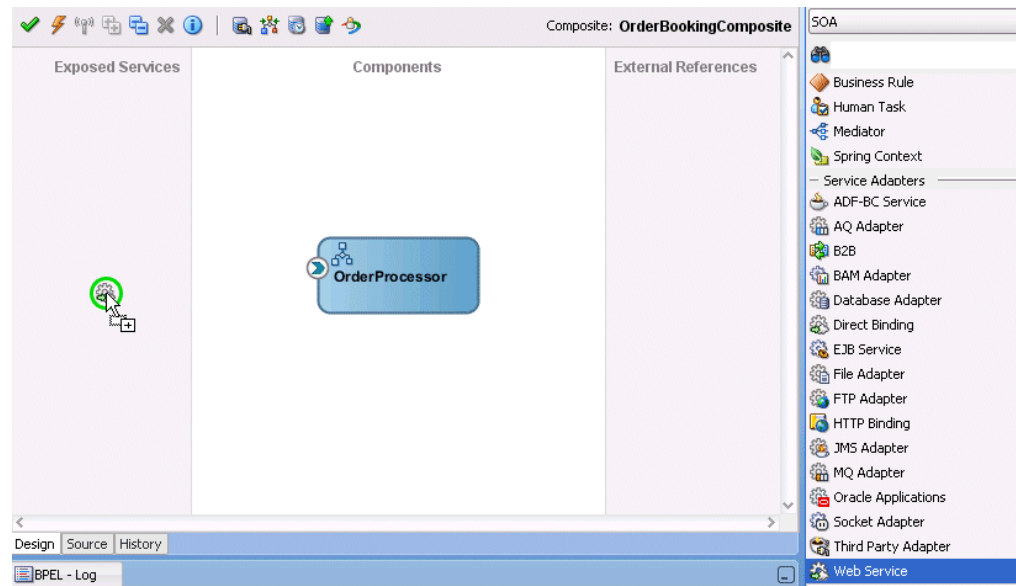 Composite: OrderBookingComposite
Exposed Services
Components
External References
OrderProcessor
Design Source History
BPEL - Log
SOA
Business Rule
Human Task
Mediator
Spring Context
Service Adapters
ADF-BC Service
AQ Adapter
B2B
BAM Adapter
Database Adapter
Direct Binding
EJB Service
File Adapter
FTP Adapter
HTTP Binding
JMS Adapter
MQ Adapter
Oracle Applications
Socket Adapter
Third Party Adapter
Web Service